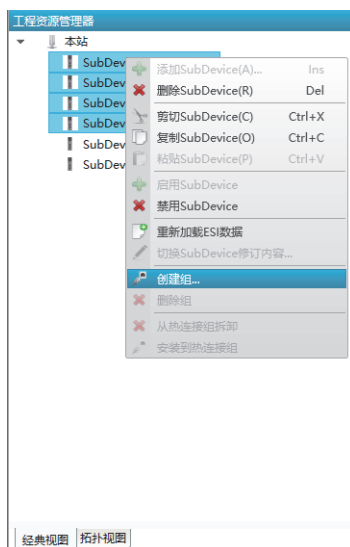 工程资源管理器
本站
SubDev
SubDev
SubDev
SubDev
SubDev
SubDev
添加SubDevice(A)... Ins
删除SubDevice(R) Del
剪切SubDevice(C) Ctrl+X
复制SubDevice(O) Ctrl+C
粘贴SubDevice(P) Ctrl+V
启用SubDevice
禁用SubDevice
重新加载ESI数据
切换SubDevice修订内容...
创建组...
删除组
从热连接组拆卸
安装到热连接组
经典视图 拓扑视图